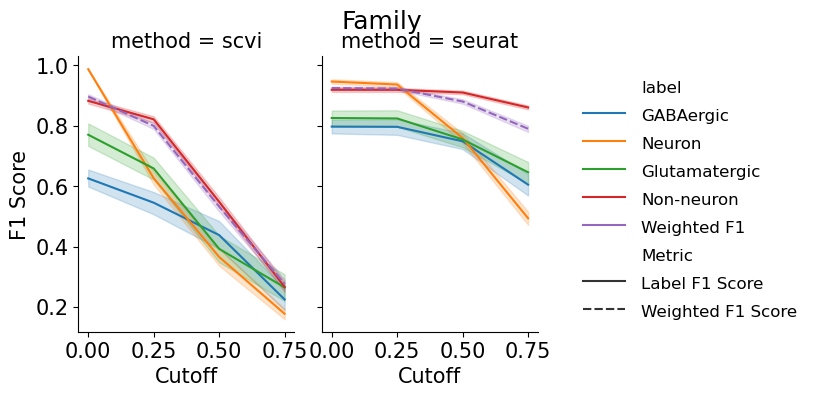 Family
method = scvi
method = seurat
F1 Score
1.0
0.8
0.6
0.4
0.2
0.00 0.25 0.50 0.75
0.00 0.25 0.50 0.75
Cutoff
Cutoff
label
GABAergic
Neuron
Glutamatergic
Non-neuron
Weighted F1
Metric
Label F1 Score
Weighted F1 Score